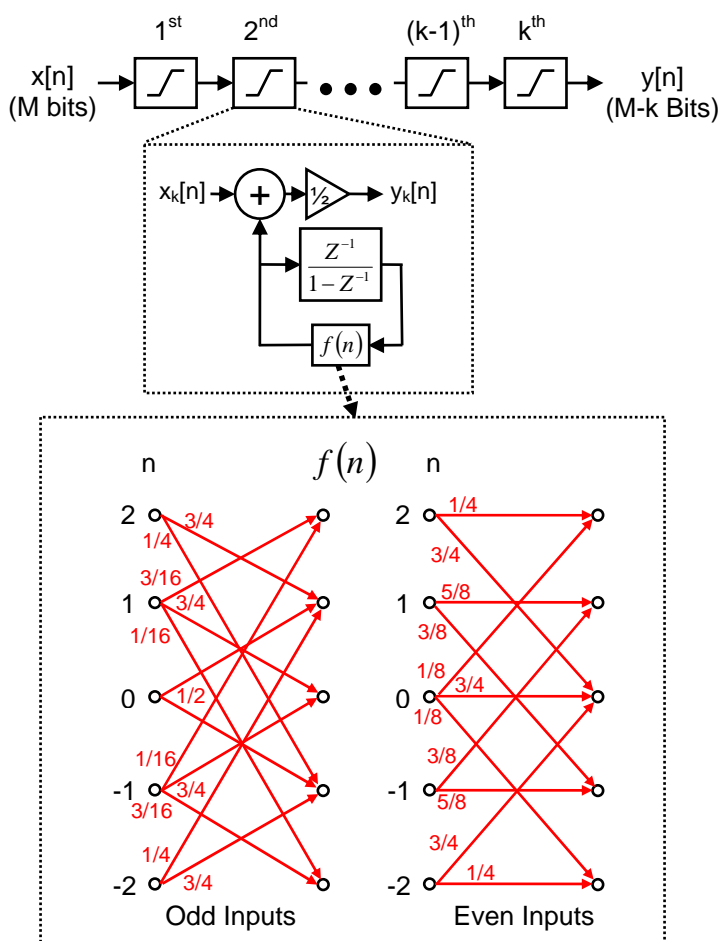 1st 2nd (k-1)th kth
x[n] y[n]
(M bits) (M-k Bits)
x_k[n] + ½ y_k[n]
Z^{-1}
1 - Z^{-1}
f(n)
n f(n) n
2 3/4 2 1/4
1/4 3/4
3/16 5/8
1 3/4 1
1/16 3/8
1/8
0 1/2 0 3/4
1/8
1/16 3/8
-1 3/4 -1 5/8
3/16
1/4 3/4
-2 3/4 -2 1/4
Odd Inputs Even Inputs